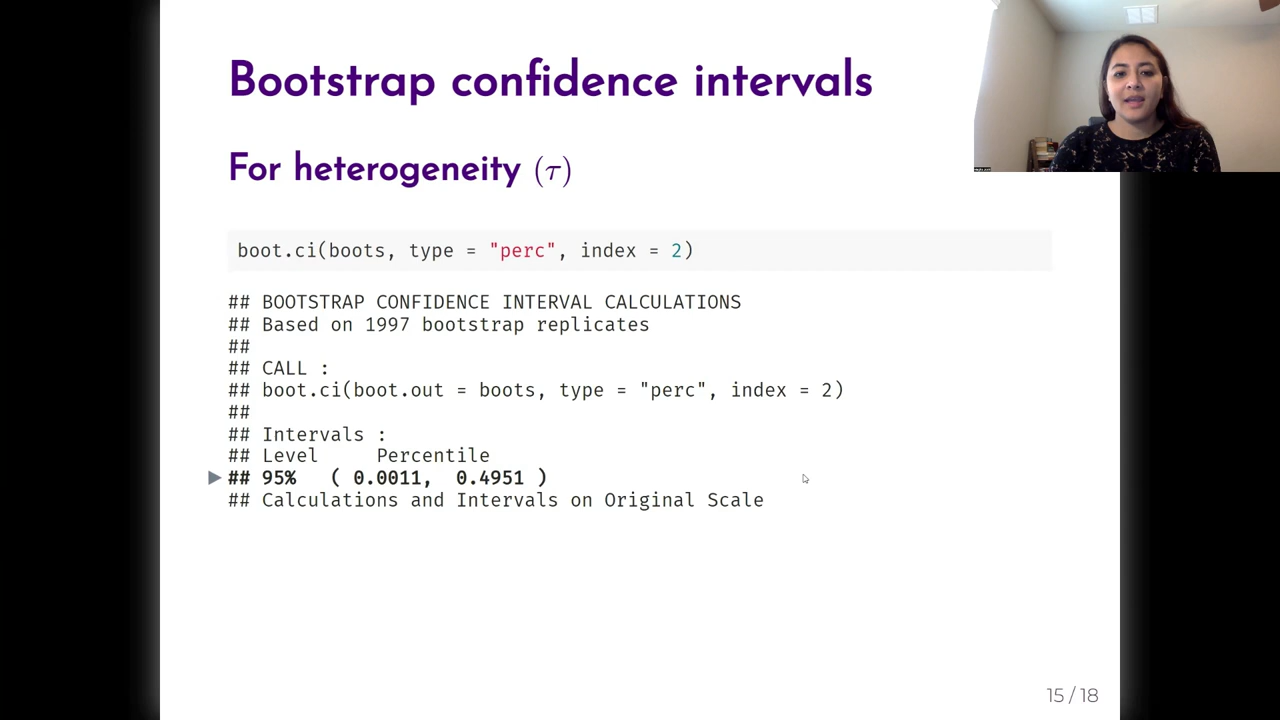 Bootstrap confidence intervals
For heterogeneity (τ)
boot.ci(boots, type = "perc", index = 2)
## BOOTSTRAP CONFIDENCE INTERVAL CALCULATIONS
## Based on 1997 bootstrap replicates
##
## CALL :
## boot.ci(boot.out = boots, type = "perc", index = 2)
##
## Intervals :
## Level     Percentile
## 95%   ( 0.0011,  0.4951 )
## Calculations and Intervals on Original Scale
15 / 18